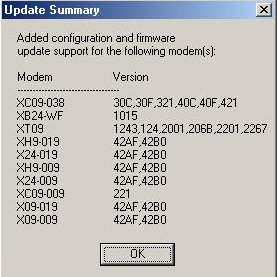 Update Summary
Added configuration and firmware
update support for the following modem(s):
Modem Version
----------------------------------
XC09-038 30C,30F,321,40C,40F,421
XB24-WF 1015
XT09 1243,124,2001,206B,2201,2267
XH9-019 42AF,42B0
X24-019 42AF,42B0
XH9-009 42AF,42B0
X24-009 42AF,42B0
XC09-009 221
X09-019 42AF,42B0
X09-009 42AF,42B0
OK